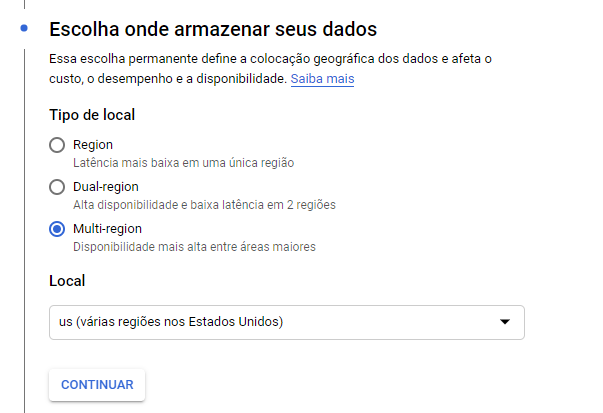 Escolha onde armazenar seus dados
Essa escolha permanente define a colocação geográfica dos dados e afeta o
custo, o desempenho e a disponibilidade. Saiba mais
Tipo de local
Region
Latência mais baixa em uma única região
Dual-region
Alta disponibilidade e baixa latência em 2 regiões
Multi-region
Disponibilidade mais alta entre áreas maiores
Local
us (várias regiões nos Estados Unidos)
CONTINUAR